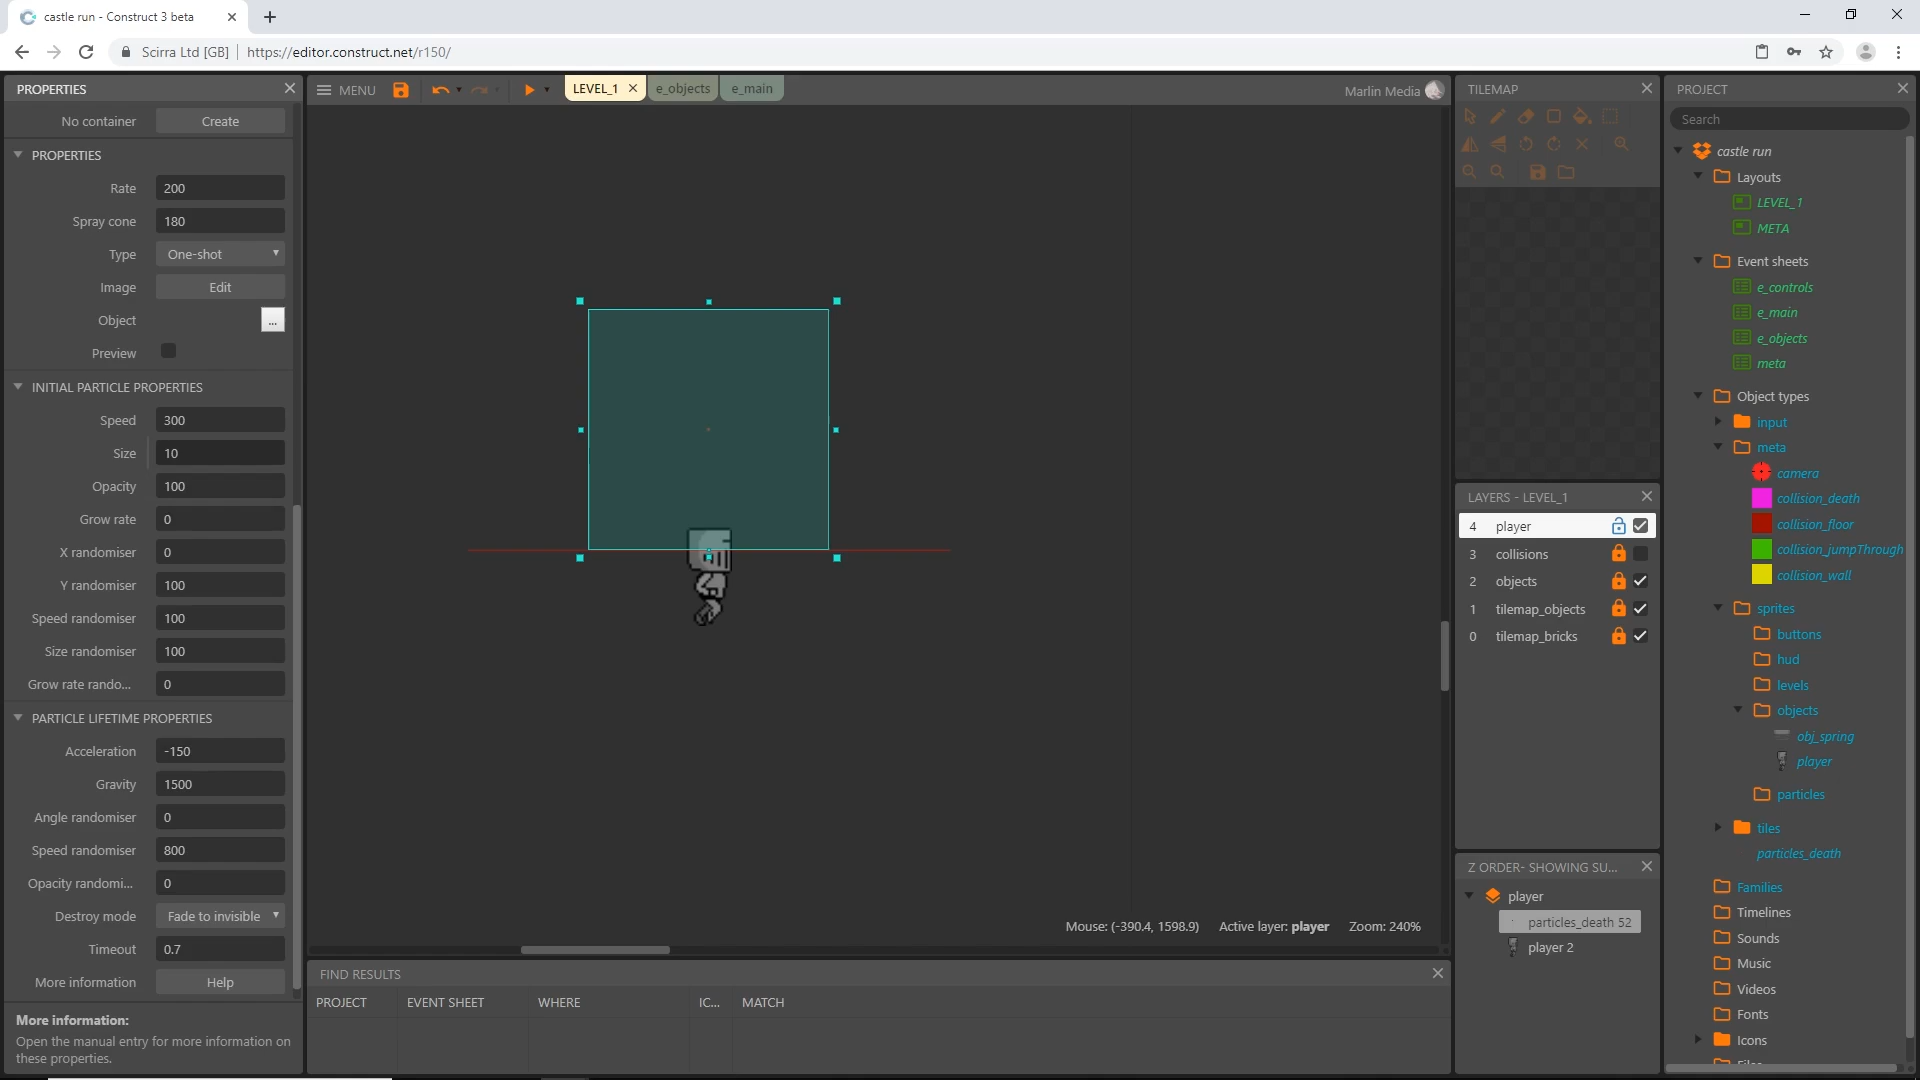 castle run - Construct 3 beta
Scirra Ltd [GB] | https://editor.construct.net/r150/
PROPERTIES
No container Create
PROPERTIES
Rate 200
Spray cone 180
Type One-shot
Image Edit
Object ...
Preview
INITIAL PARTICLE PROPERTIES
Speed 300
Size 10
Opacity 100
Grow rate 0
X randomiser 0
Y randomiser 100
Speed randomiser 100
Size randomiser 100
Grow rate rando... 0
PARTICLE LIFETIME PROPERTIES
Acceleration -150
Gravity 1500
Angle randomiser 0
Speed randomiser 800
Opacity randomi... 0
Destroy mode Fade to invisible
Timeout 0.7
More information Help
More information:
Open the manual entry for more information on
these properties.
MENU LEVEL_1 e_objects e_main Marlin Media
Mouse: (-390.4, 1598.9) Active layer: player Zoom: 240%
FIND RESULTS
PROJECT EVENT SHEET WHERE IC... MATCH
TILEMAP
LAYERS - LEVEL_1
4 player
3 collisions
2 objects
1 tilemap_objects
0 tilemap_bricks
Z ORDER- SHOWING SU...
player
particles_death 52
player 2
PROJECT
Search
castle run
Layouts
LEVEL_1
META
Event sheets
e_controls
e_main
e_objects
meta
Object types
input
meta
camera
collision_death
collision_floor
collision_jumpThrough
collision_wall
sprites
buttons
hud
levels
objects
obj_spring
player
particles
tiles
particles_death
Families
Timelines
Sounds
Music
Videos
Fonts
Icons